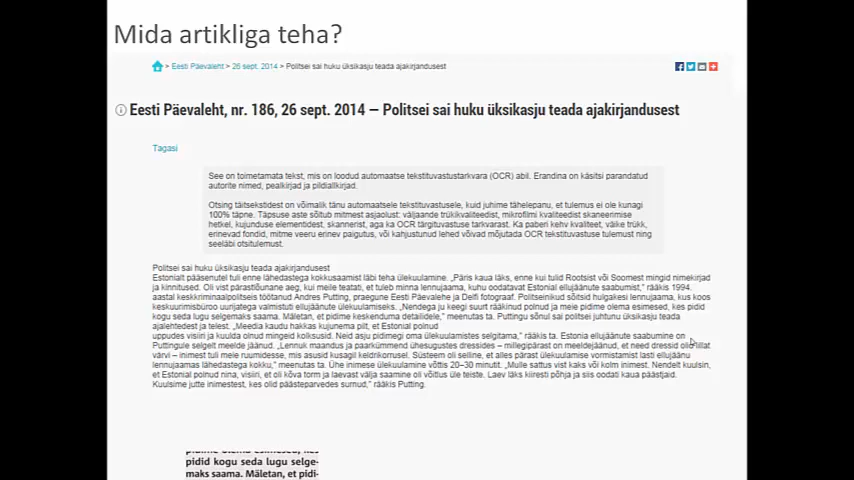 Mida artikliga teha?
Eesti Päevaleht > 26 sept. 2014 > Politsei sai huku üksikasju teada ajakirjandusest
Eesti Päevaleht, nr. 186, 26 sept. 2014 — Politsei sai huku üksikasju teada ajakirjandusest
Tagasi
See on toimetamata tekst, mis on loodud automaatse tekstituvastustarkvara (OCR) abil. Erandina on käsitsi parandatud
autorite nimed, pealkirjad ja pildiallkirjad.
Otsing täitsekstidest on võimalik tänu automaatsele tekstituvastusele, kuid juhime tähelepanu, et tulemus ei ole kunagi
100% täpne. Täpsuse aste sõltub mitmest asjaolust: väljaande trükikvaliteedist, mikrofilmi kvaliteedist skaneerimise
hetkel, kujunduse elementidest, skannerist, aga ka OCR tärgituvastuse tarkvarast. Ka paberi kehv kvaliteet, väike trükk,
erinevad fondid, mitme veeru erinev paigutus, või kahjustunud lehed võivad mõjutada OCR tekstituvastuse tulemust ning
seeläbi otsitulemust.
Politsei sai huku üksikasju teada ajakirjandusest
Estonialt pääsenutel tuli enne lähedastega kokkusaamist läbi teha ülekuulamine. „Päris kaua läks, enne kui tulid Rootsist või Soomest mingid nimekirjad
ja kinnitused. Oli vist pärastlõunane aeg, kui meile teatati, et tuleb minna lennujaama, kuhu oodatavad Estonial ellujäänute saabumist,” rääkis 1994.
aastal keskkriminaalpolitseis töötanud Andres Putting, praegune Eesti Päevalehe ja Delfi fotograaf. Politseinikud sõitsid hulgakesi lennujaama, kus koos
keskuurimisbüroo uurijatega valmistuti ellujäänute ülekuulamiseks. „Nendega ju keegi suurt rääkinud polnud ja meie pidime olema esimesed, kes pidid
kogu seda lugu selgemaks saama. Mäletan, et pidime keskenduma detailidele,” meenutas ta. Puttingu sõnul sai politsei juhtunu üksikasju teada
ajalehtedest ja telest. „Meedia kaudu hakkas kujunema pilt, et Estonial poinud
uppudes visiiri ja kuulda olnud mingeid kolksusid. Neid asju pidimegi oma ülekuulamistes selgitama,” rääkis ta. Estonia ellujäänute saabumine on
Puttingule selgelt meelde jäänud. „Lennuk maandus ja paarkümmend ühesugustes dressides – millegipärast on meeldejäänud, et need dressid olid lillat
värvi – inimest tuli meie ruumidesse, mis asusid kusagil keldrikorrusel. Süsteem oli selline, et alles pärast ülekuulamise vormistamist lasti ellujäänu
lennujaamas lähedastega kokku,” meenutas ta. Ühe inimese ülekuulamine võttis 20–30 minutit. „Mulle sattus vist kaks või kolm inimest. Nendelt kuulsin,
et Estonial polnud nina, visiiri, et oli kõva torm ja laevast välja saamine oli võitlus üle teiste. Laev läks kiiresti põhja ja siis oodati kaua päästjaid.
Kuulsime jutte inimestest, kes olid päästeparvedes surnud,” rääkis Putting.
pidime olema esimesed, kes
pidid kogu seda lugu selge-
maks saama. Mäletan, et pidi-